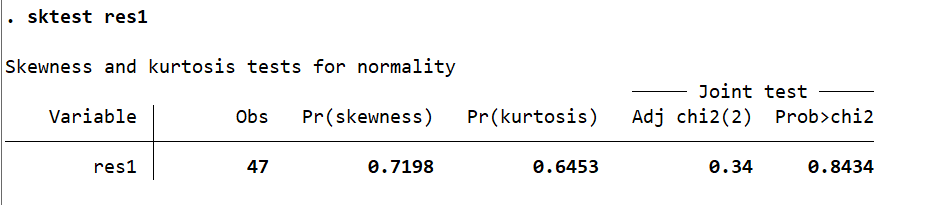 . sktest res1
Skewness and kurtosis tests for normality
Joint test
Variable Obs Pr(skewness) Pr(kurtosis) Adj chi2(2) Prob>chi2
res1 47 0.7198 0.6453 0.34 0.8434